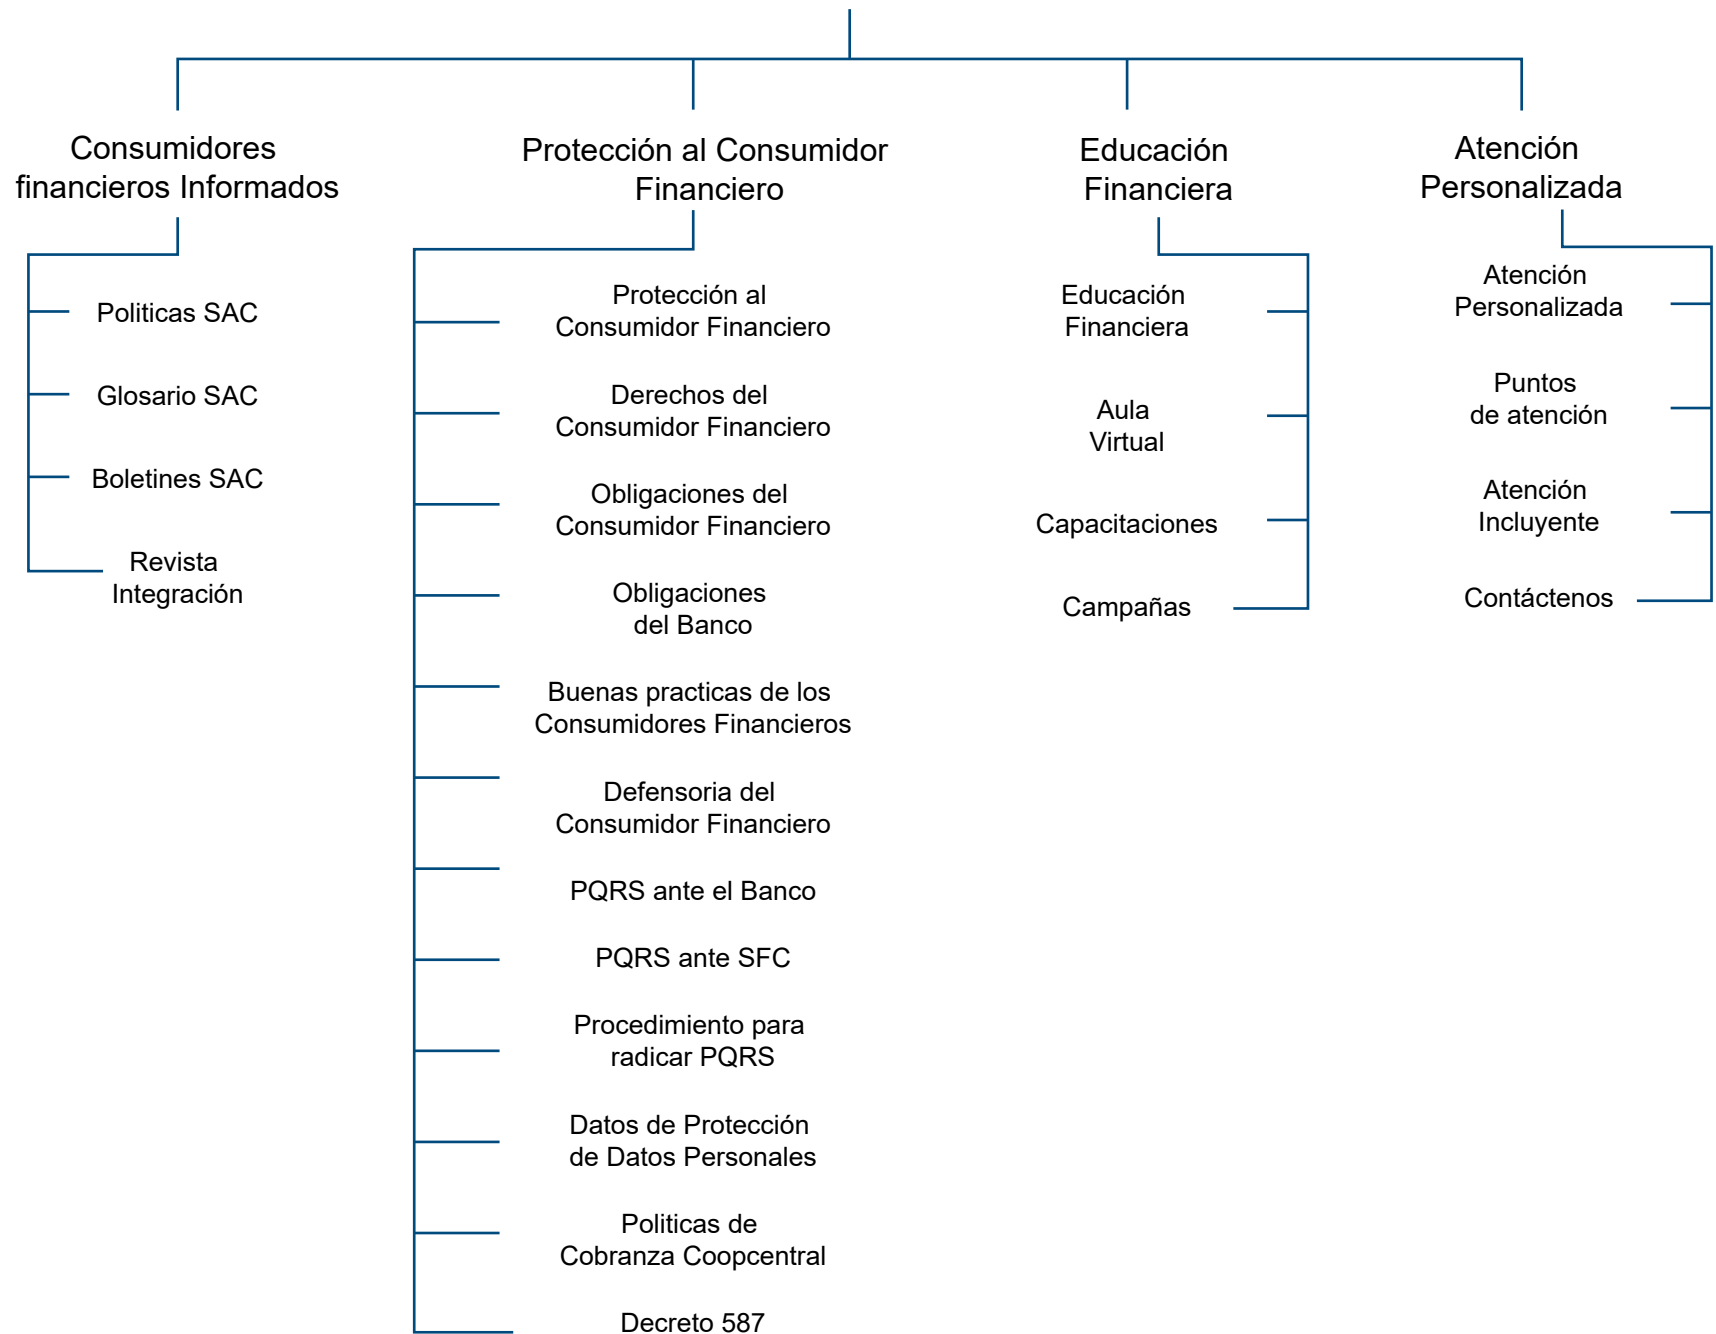 Consumidores
financieros Informados
Politicas SAC
Glosario SAC
Boletines SAC
Revista
Integración
Protección al Consumidor
Financiero
Protección al
Consumidor Financiero
Derechos del
Consumidor Financiero
Obligaciones del
Consumidor Financiero
Obligaciones
del Banco
Buenas practicas de los
Consumidores Financieros
Defensoria del
Consumidor Financiero
PQRS ante el Banco
PQRS ante SFC
Procedimiento para
radicar PQRS
Datos de Protección
de Datos Personales
Politicas de
Cobranza Coopcentral
Decreto 587
Educación
Financiera
Educación
Financiera
Aula
Virtual
Capacitaciones
Campañas
Atención
Personalizada
Atención
Personalizada
Puntos
de atención
Atención
Incluyente
Contáctenos